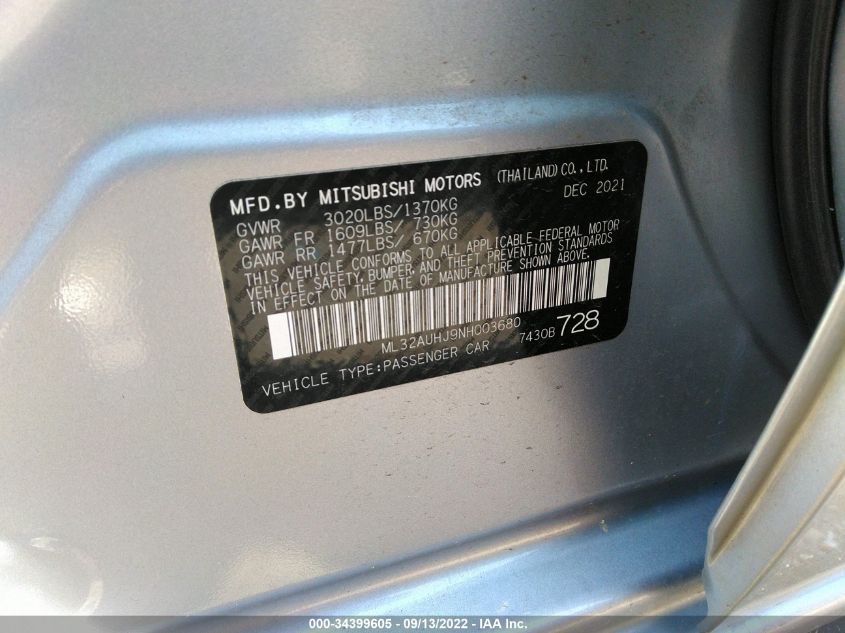 MFD.BY MITSUBISHI MOTORS (THAILAND) CO., LTD.
GVWR 3020LBS/1370KG DEC 2021
GAWR FR 1609LBS/ 730KG
GAWR RR 1477LBS/ 670KG
THIS VEHICLE CONFORMS TO ALL APPLICABLE FEDERAL MOTOR
VEHICLE SAFETY, BUMPER, AND THEFT PREVENTION STANDARDS
IN EFFECT ON THE DATE OF MANUFACTURE SHOWN ABOVE.
ML32AUHJ9NH003680 7430B 728
VEHICLE TYPE:PASSENGER CAR
000-34399605 - 09/13/2022 - IAA Inc.